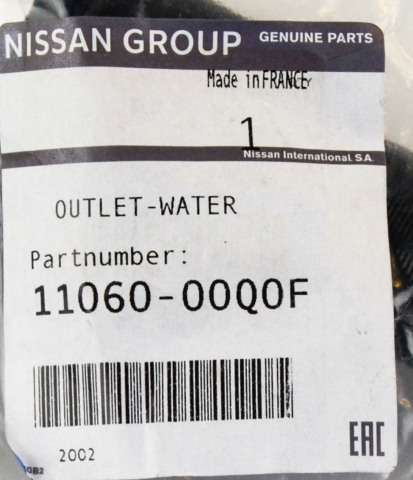 NISSAN GROUP GENUINE PARTS
Made in FRANCE
1
Nissan International. S.A.
OUTLET-WATER
Partnumber:
11060-00Q0F
2002
EAC